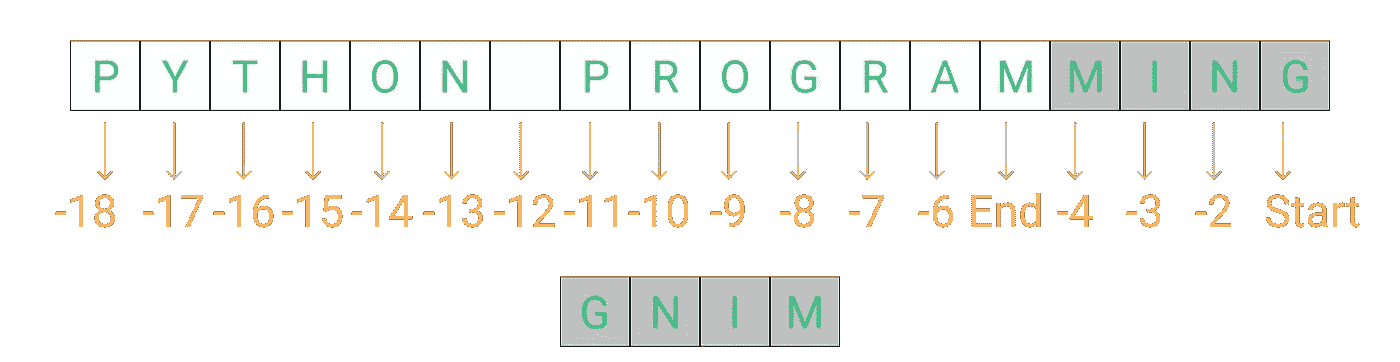 P Y T H O N P R O G R A M M I N G
-18 -17 -16 -15 -14 -13 -12 -11 -10 -9 -8 -7 -6 End -4 -3 -2 Start
G N I M